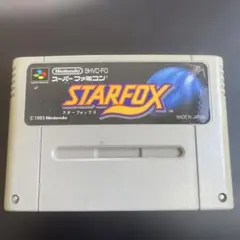 Nintendo SHVC-FO
スーパーファミコン
STARFOX
スターフォックス
©1993 Nintendo
MADE IN JAPAN